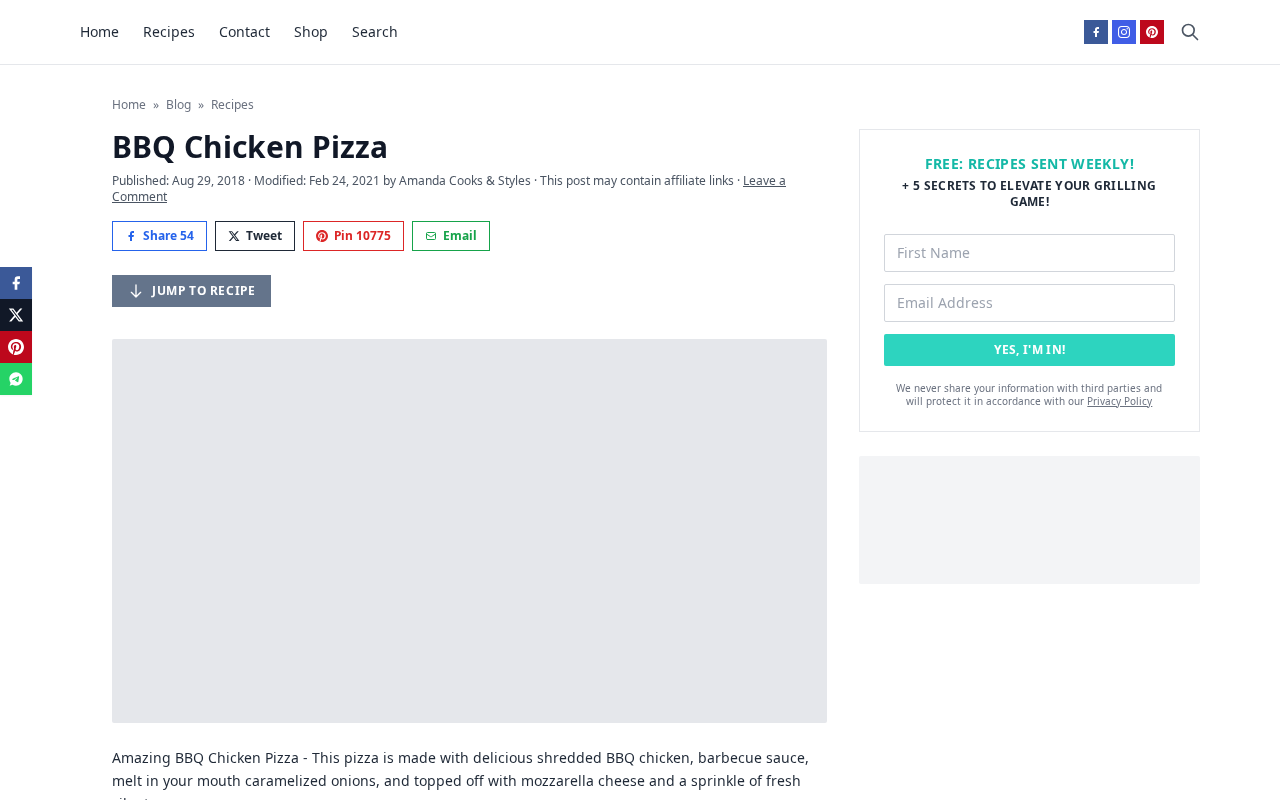 Home Recipes Contact Shop Search
Home » Blog » Recipes
BBQ Chicken Pizza
Published: Aug 29, 2018 · Modified: Feb 24, 2021 by Amanda Cooks & Styles · This post may contain affiliate links · Leave a
Comment
Share 54 Tweet Pin 10775 Email
JUMP TO RECIPE
Amazing BBQ Chicken Pizza - This pizza is made with delicious shredded BBQ chicken, barbecue sauce,
melt in your mouth caramelized onions, and topped off with mozzarella cheese and a sprinkle of fresh
FREE: RECIPES SENT WEEKLY!
+ 5 SECRETS TO ELEVATE YOUR GRILLING
GAME!
First Name
Email Address
YES, I'M IN!
We never share your information with third parties and
will protect it in accordance with our Privacy Policy